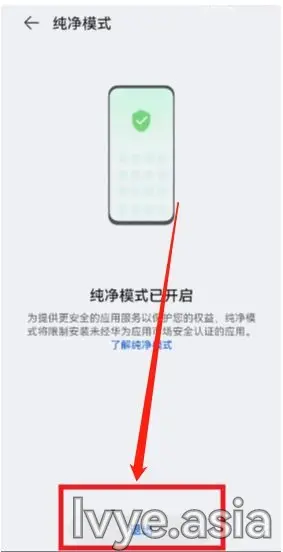 纯净模式
纯净模式已开启
为提供更安全的应用服务以保护您的权益，纯净模
式将限制安装未经华为应用市场安全认证的应用。
了解纯净模式
lvye.asia